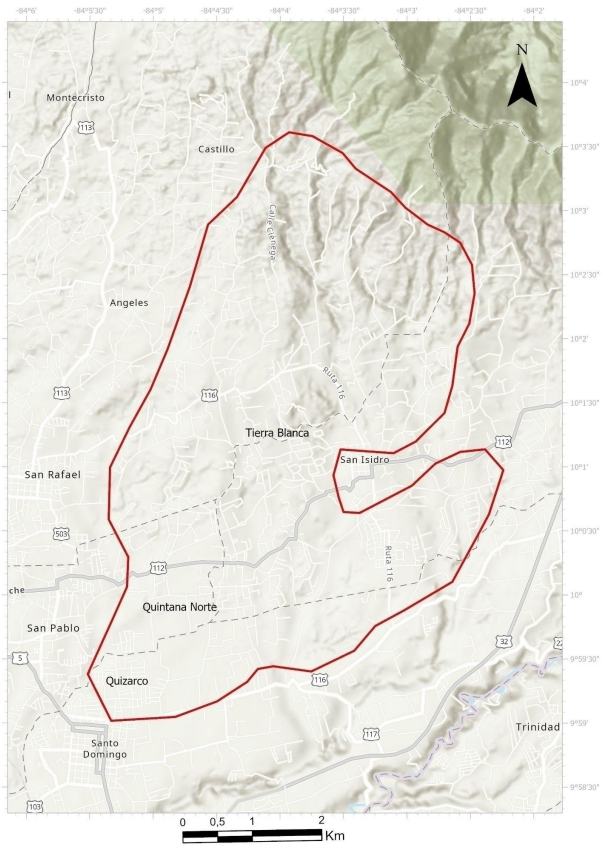 -84°6' -84°5'30" -84°5' -84°4'30" -84°4' -84°3'30" -84°3' -84°2'30" -84°2'
N
10°4'
Montecristo
113
Castillo
10°3'30"
10°3'
Calle Cienega
10°2'30"
Angeles
10°2'
Ruta 116
113
116
10°1'30"
Tierra Blanca
112
San Isidro
10°1'
San Rafael
503
10°0'30"
112
Ruta 116
che
10°
Quintana Norte
San Pablo
32
22
5
9°59'30"
Quizarco
116
Trinidad
117
9°59'
Santo
Domingo
103
9°58'30"
0 0,5 1 2
Km